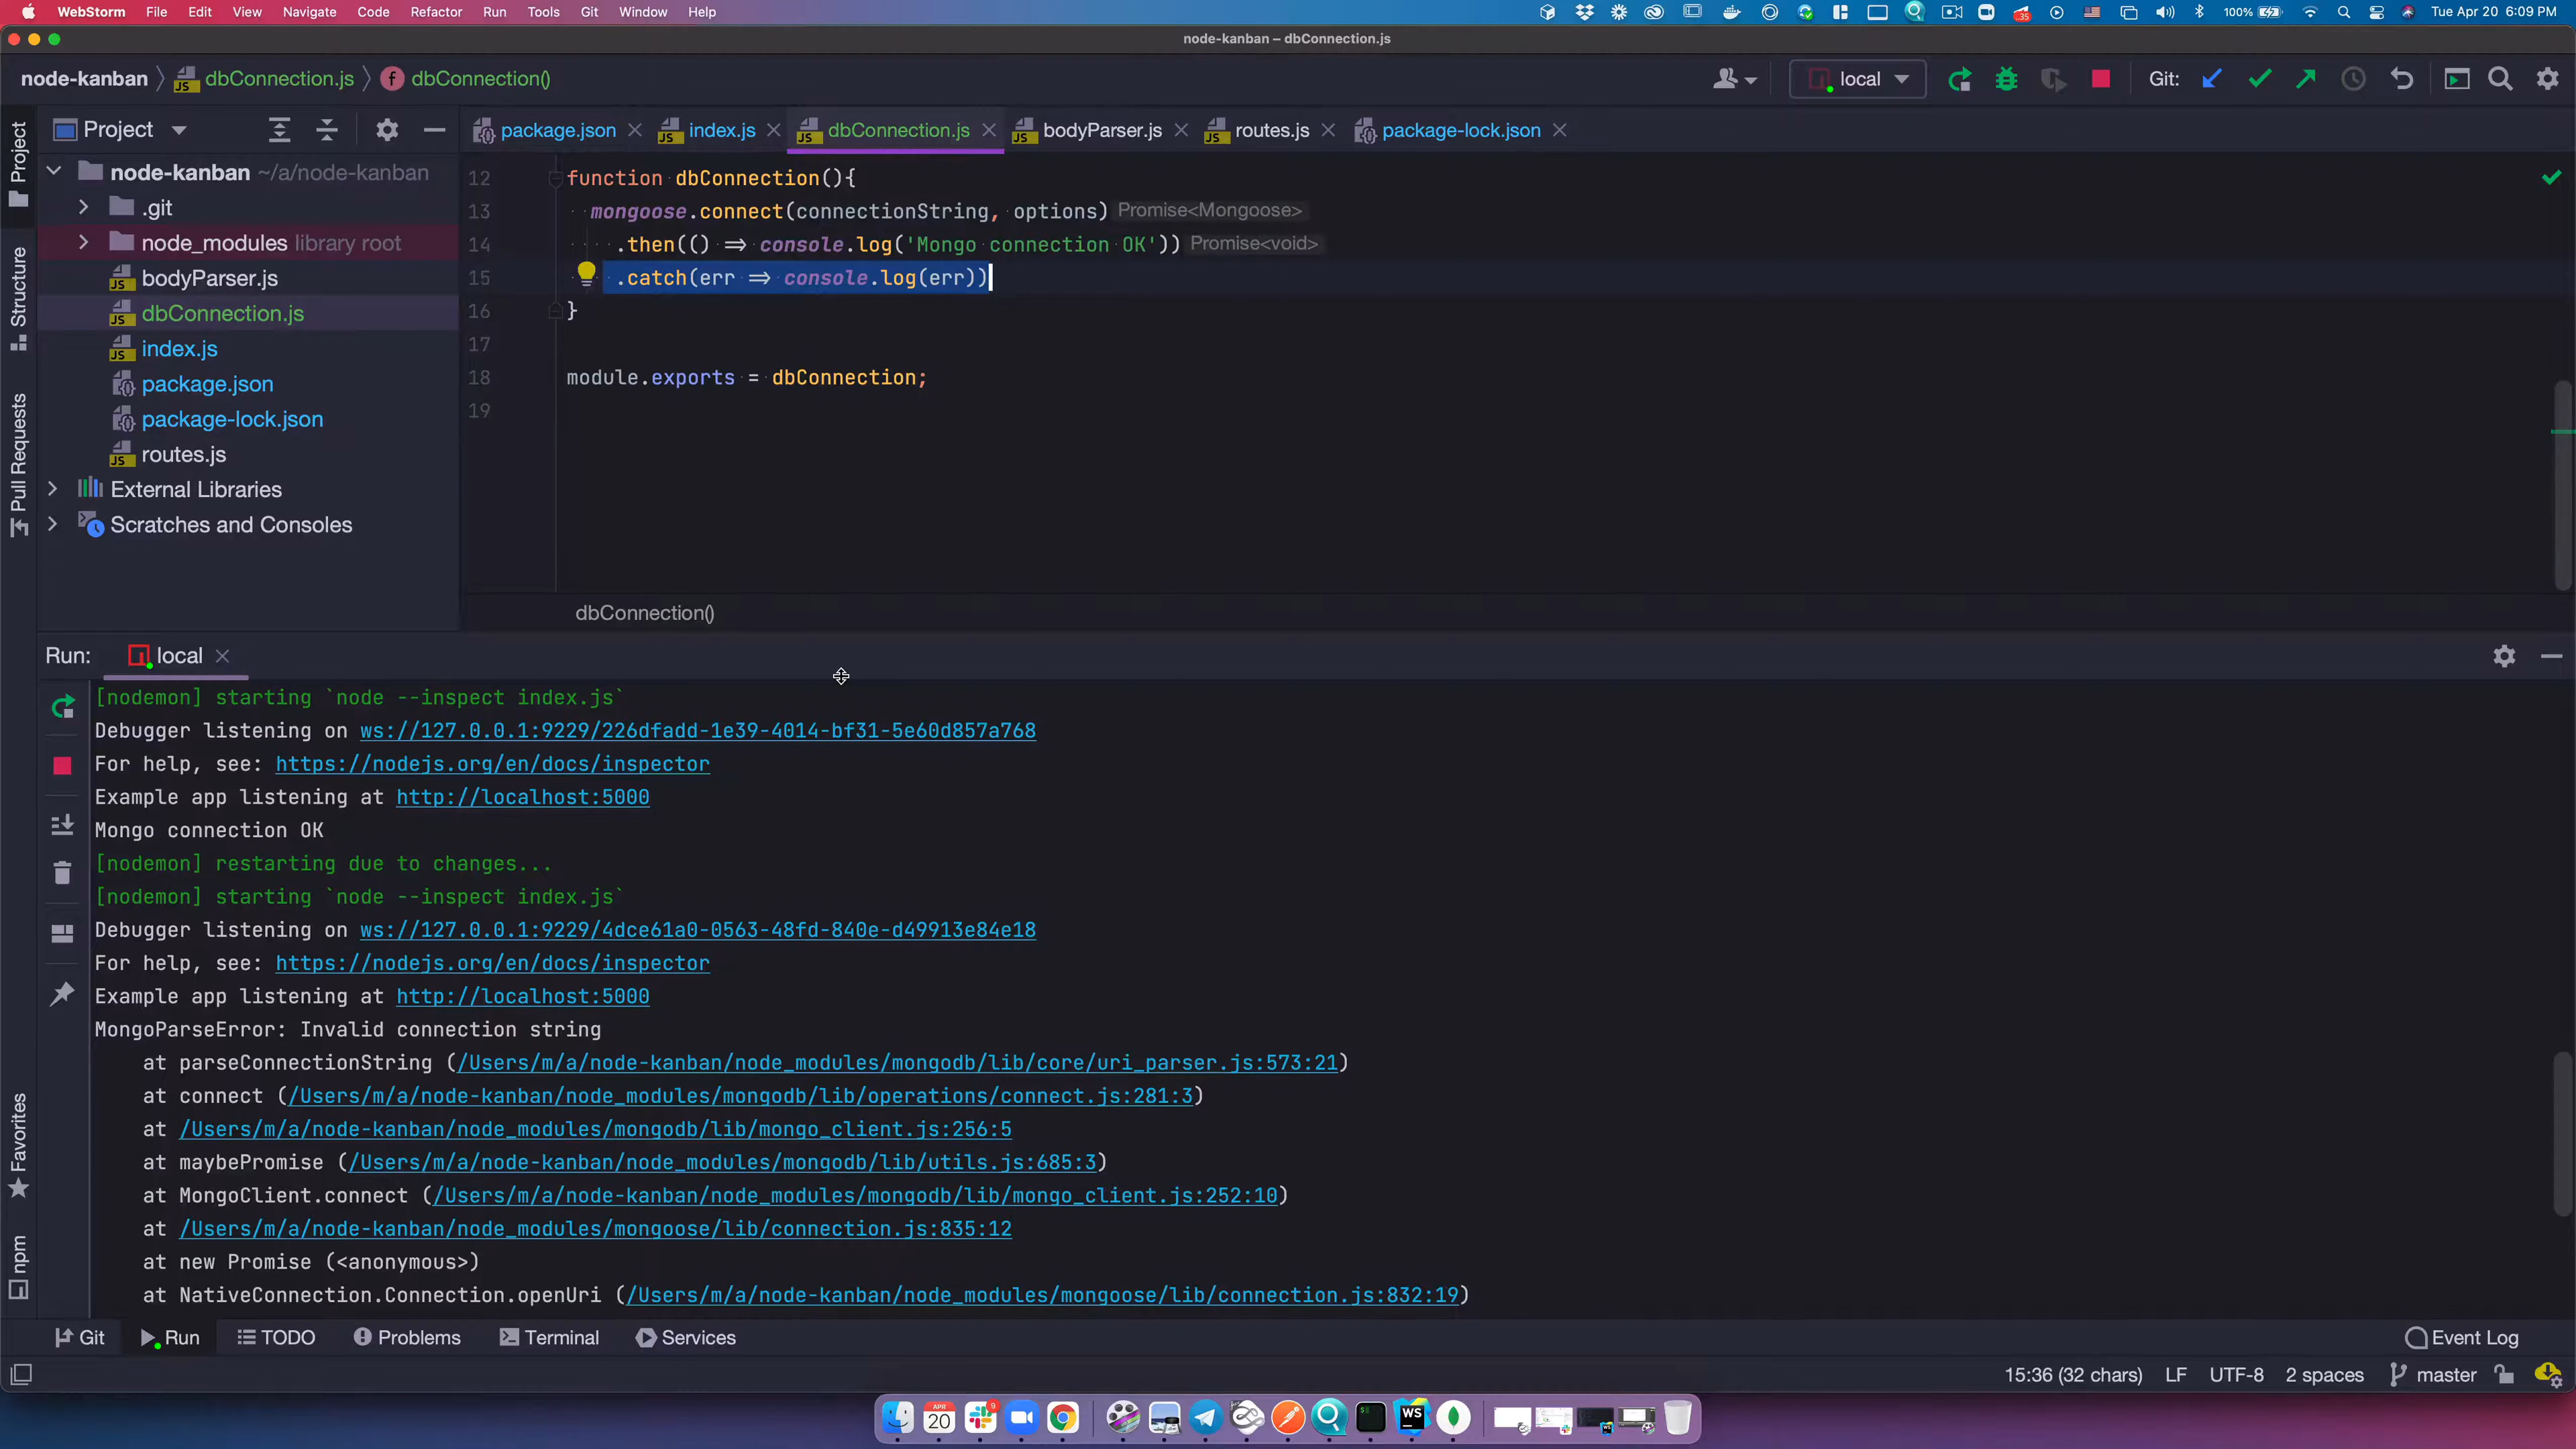 WebStorm File Edit View Navigate Code Refactor Run Tools Git Window Help 35 100% Tue Apr 20 6:09 PM
node-kanban – dbConnection.js
node-kanban dbConnection.js f dbConnection() local Git:
Project package.json index.js dbConnection.js bodyParser.js routes.js package-lock.json
Project
Structure
Pull Requests
Favorites
npm
node-kanban ~/a/node-kanban
.git
node_modules library root
bodyParser.js
dbConnection.js
index.js
package.json
package-lock.json
routes.js
External Libraries
Scratches and Consoles
12 function dbConnection(){
13 mongoose.connect(connectionString, options) Promise<Mongoose>
14 .then(() => console.log('Mongo connection OK')) Promise<void>
15 .catch(err => console.log(err))
16 }
17
18 module.exports = dbConnection;
19
dbConnection()
Run: local
[nodemon] starting `node --inspect index.js`
Debugger listening on ws://127.0.0.1:9229/226dfadd-1e39-4014-bf31-5e60d857a768
For help, see: https://nodejs.org/en/docs/inspector
Example app listening at http://localhost:5000
Mongo connection OK
[nodemon] restarting due to changes...
[nodemon] starting `node --inspect index.js`
Debugger listening on ws://127.0.0.1:9229/4dce61a0-0563-48fd-840e-d49913e84e18
For help, see: https://nodejs.org/en/docs/inspector
Example app listening at http://localhost:5000
MongoParseError: Invalid connection string
at parseConnectionString (/Users/m/a/node-kanban/node_modules/mongodb/lib/core/uri_parser.js:573:21)
at connect (/Users/m/a/node-kanban/node_modules/mongodb/lib/operations/connect.js:281:3)
at /Users/m/a/node-kanban/node_modules/mongodb/lib/mongo_client.js:256:5
at maybePromise (/Users/m/a/node-kanban/node_modules/mongodb/lib/utils.js:685:3)
at MongoClient.connect (/Users/m/a/node-kanban/node_modules/mongodb/lib/mongo_client.js:252:10)
at /Users/m/a/node-kanban/node_modules/mongoose/lib/connection.js:835:12
at new Promise (<anonymous>)
at NativeConnection.Connection.openUri (/Users/m/a/node-kanban/node_modules/mongoose/lib/connection.js:832:19)
Git Run TODO Problems Terminal Services Event Log
15:36 (32 chars) LF UTF-8 2 spaces master
APR 20 9 WS